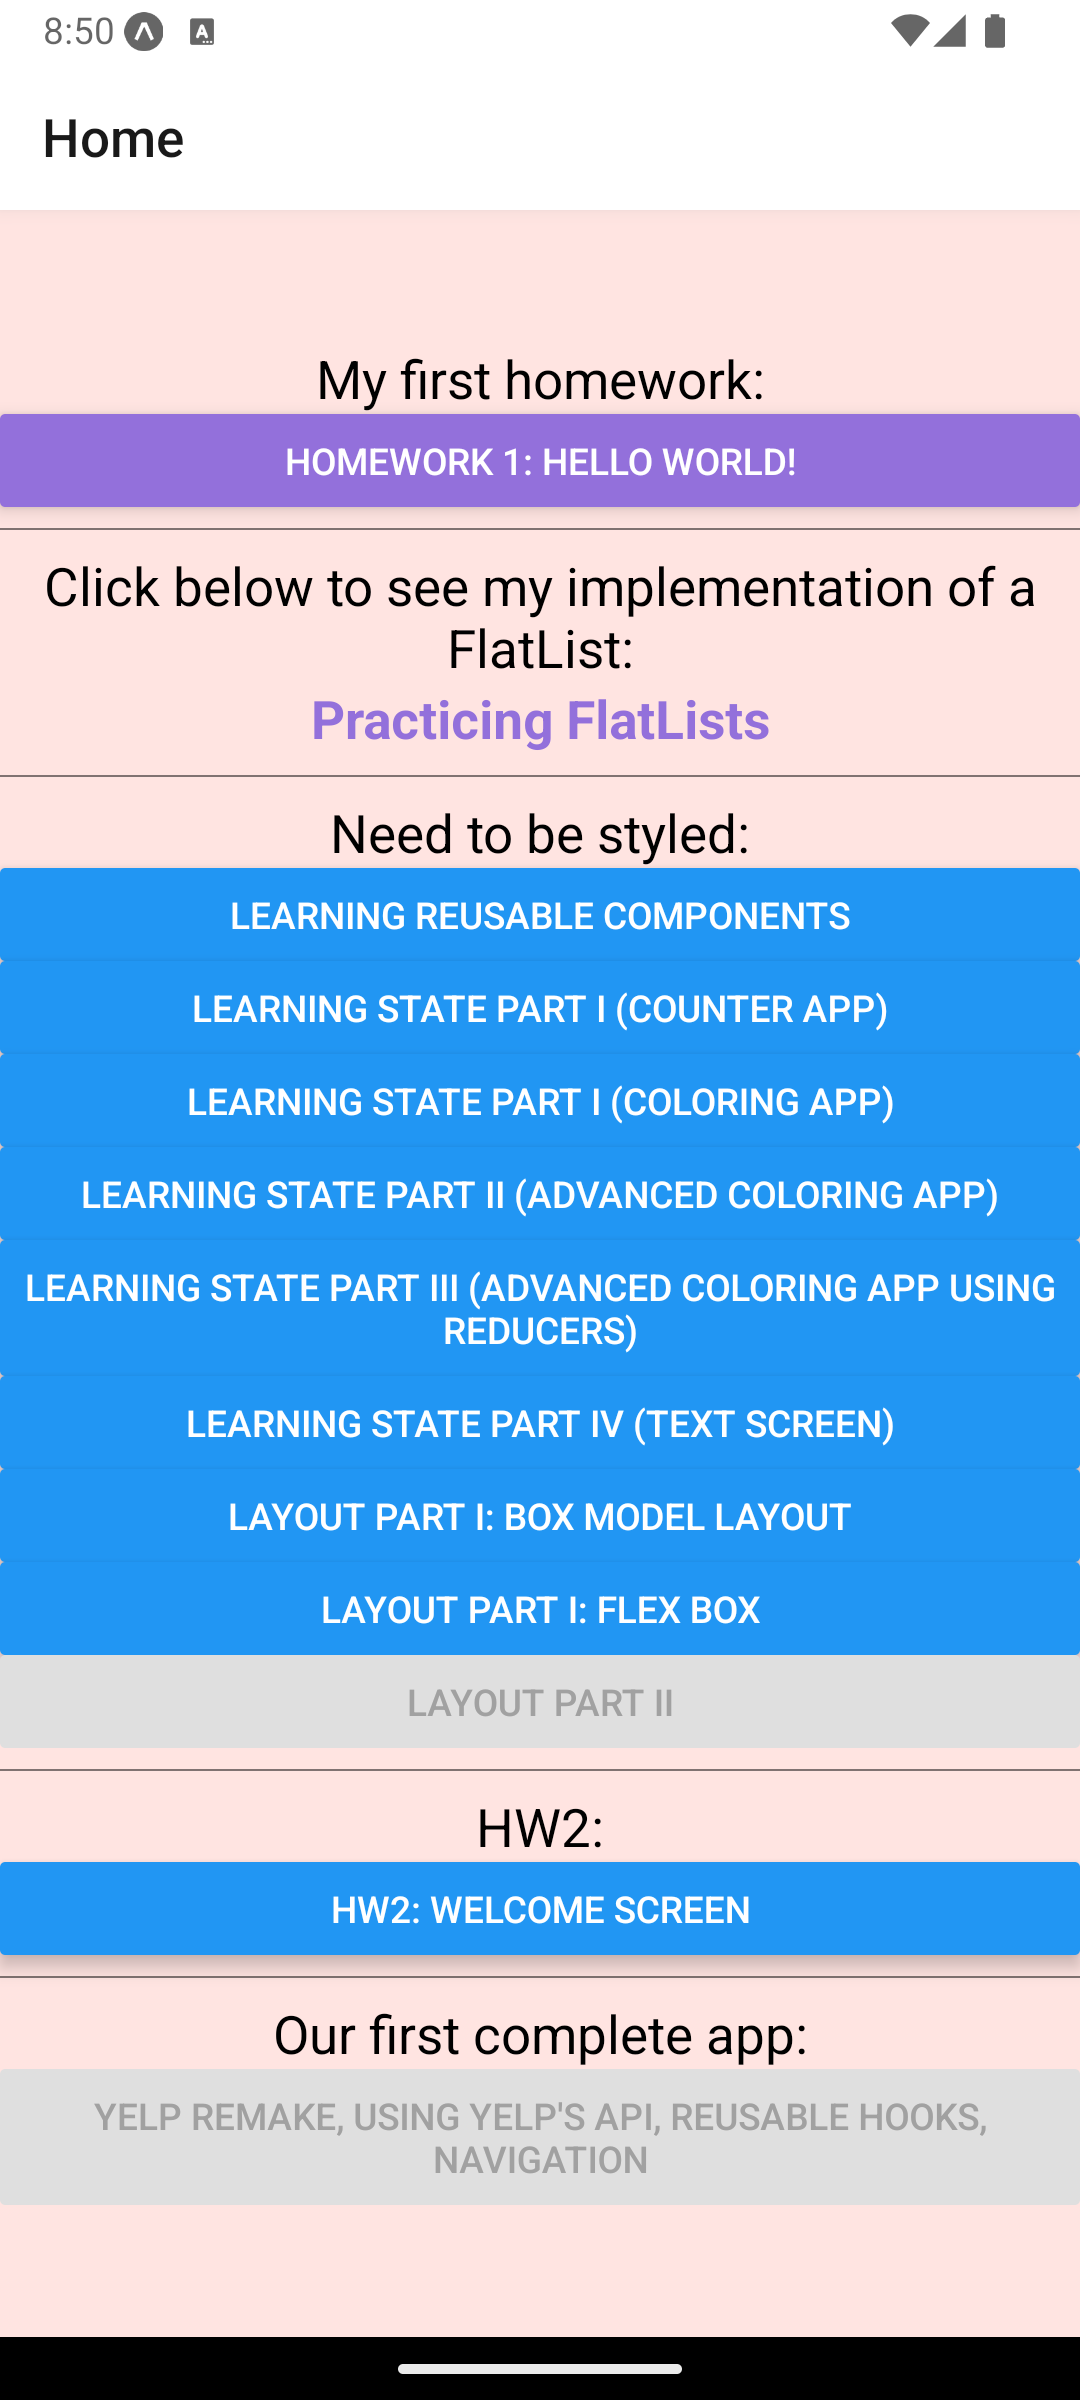 8:50
Home
My first homework:
HOMEWORK 1: HELLO WORLD!
Click below to see my implementation of a
FlatList:
Practicing FlatLists
Need to be styled:
LEARNING REUSABLE COMPONENTS
LEARNING STATE PART I (COUNTER APP)
LEARNING STATE PART I (COLORING APP)
LEARNING STATE PART II (ADVANCED COLORING APP)
LEARNING STATE PART III (ADVANCED COLORING APP USING
REDUCERS)
LEARNING STATE PART IV (TEXT SCREEN)
LAYOUT PART I: BOX MODEL LAYOUT
LAYOUT PART I: FLEX BOX
LAYOUT PART II
HW2:
HW2: WELCOME SCREEN
Our first complete app:
YELP REMAKE, USING YELP'S API, REUSABLE HOOKS,
NAVIGATION